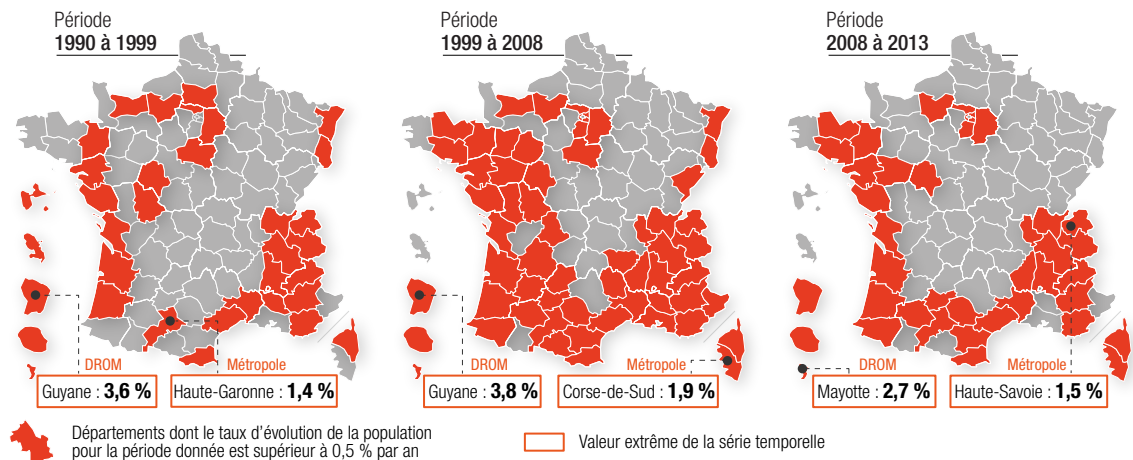 Période
1990 à 1999
DROM
Métropole
Guyane : 3,6 %
Haute-Garonne : 1,4 %
Période
1999 à 2008
DROM
Métropole
Guyane : 3,8 %
Corse-de-Sud : 1,9 %
Période
2008 à 2013
DROM
Métropole
Mayotte : 2,7 %
Haute-Savoie : 1,5 %
Départements dont le taux d'évolution de la population
pour la période donnée est supérieur à 0,5 % par an
Valeur extrême de la série temporelle